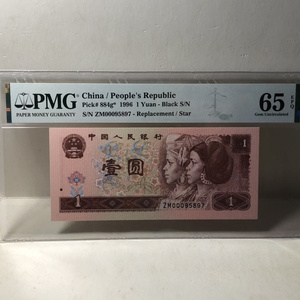 PMG
PAPER MONEY GUARANTY
China / People's Republic
Pick# 884g* 1996 1 Yuan - Black S/N
S/N ZM00095897 - Replacement / Star
65 EPQ
Gem Uncirculated
中国人民银行
1
壹圆
1
ZM00095897
1